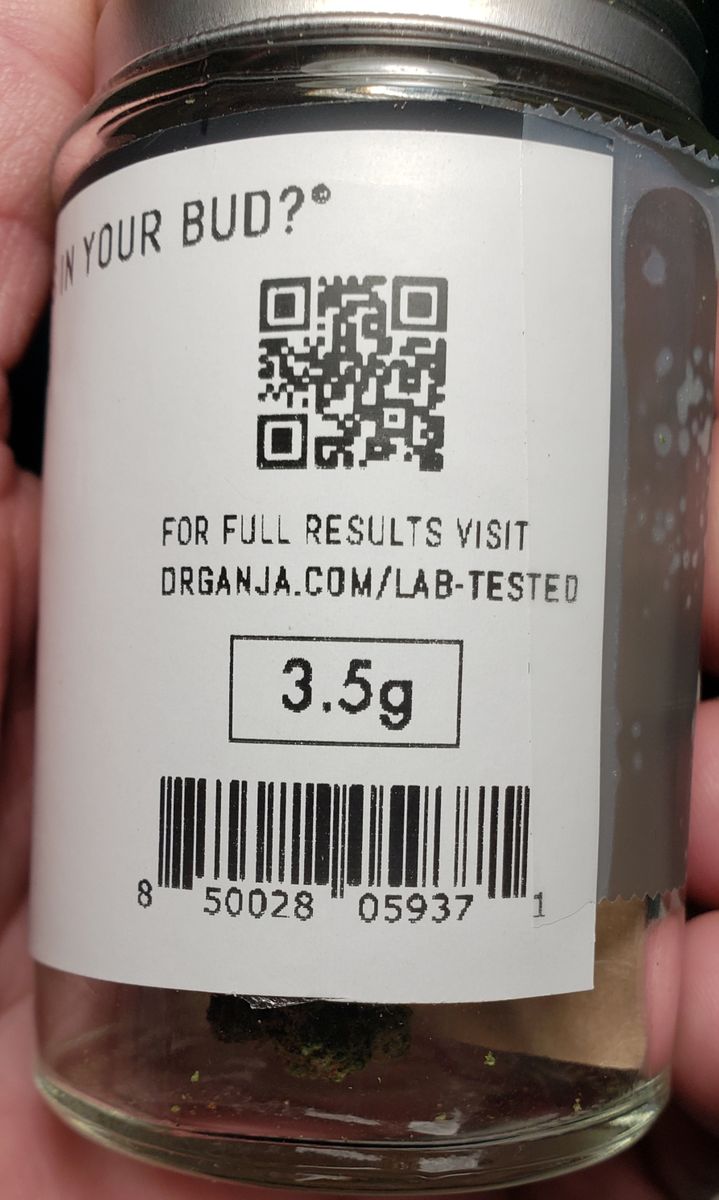 IN YOUR BUD?®
FOR FULL RESULTS VISIT
DRGANJA.COM/LAB-TESTED
3.5g
8 50028 05937 1